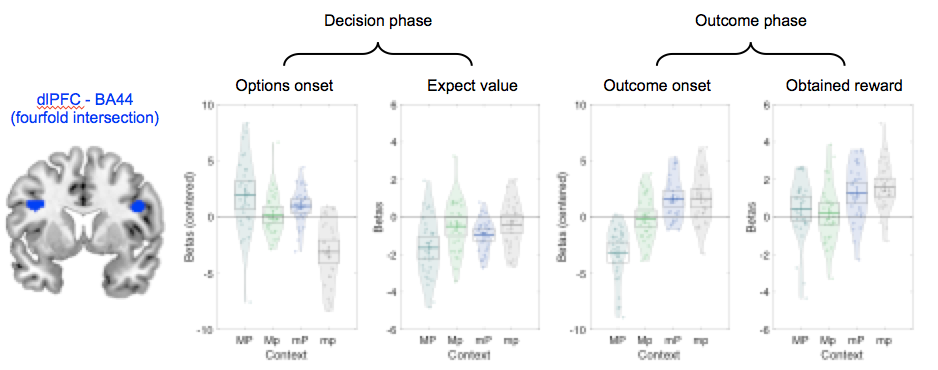 Decision phase
Outcome phase
Options onset
Expect value
Outcome onset
Obtained reward
dlPFC - BA44
(fourfold intersection)
10
5
0
-5
-10
Betas (centered)
MP Mp mP mp
Context
6
4
2
0
-2
-4
-6
Betas
MP Mp mP mp
Context
10
5
0
-5
-10
Betas (centered)
MP Mp mP mp
Context
6
4
2
0
-2
-4
-6
Betas
MP Mp mP mp
Context